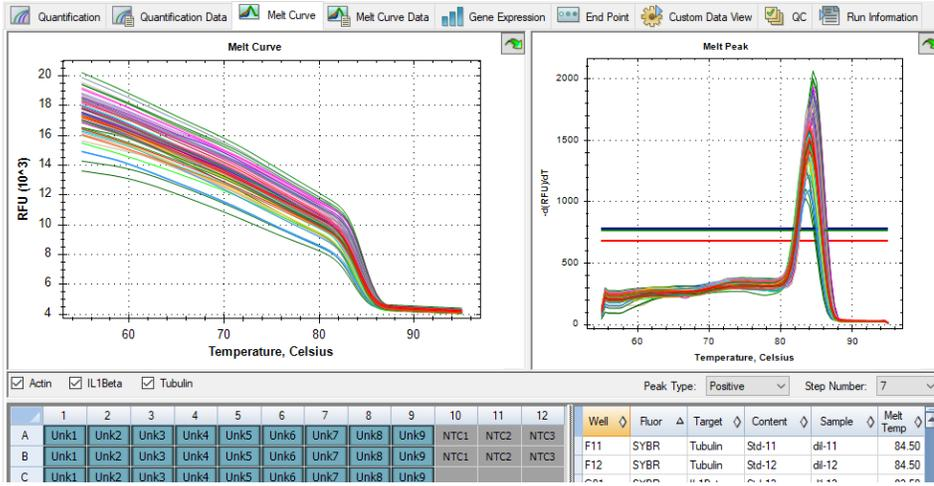 Quantification Quantification Data Melt Curve Melt Curve Data Gene Expression End Point Custom Data View QC Run Information
Melt Curve
20
18
16
14
12
10
8
6
4
RFU (10^3)
60 70 80 90
Temperature, Celsius
Melt Peak
2000
1500
1000
500
0
-d(RFU)/dT
60 70 80 90
Temperature, Celsius
Actin IL1Beta Tubulin
Peak Type: Positive Step Number: 7
1 2 3 4 5 6 7 8 9 10 11 12
A Unk1 Unk2 Unk3 Unk4 Unk5 Unk6 Unk7 Unk8 Unk9 NTC1 NTC2 NTC3
B Unk1 Unk2 Unk3 Unk4 Unk5 Unk6 Unk7 Unk8 Unk9 NTC1 NTC2 NTC3
C Unk1 Unk2 Unk3 Unk4 Unk5 Unk6 Unk7 Unk8 Unk9
Well Fluor Target Content Sample Melt Temp
F11 SYBR Tubulin Std-11 dil-11 84.50
F12 SYBR Tubulin Std-12 dil-12 84.50